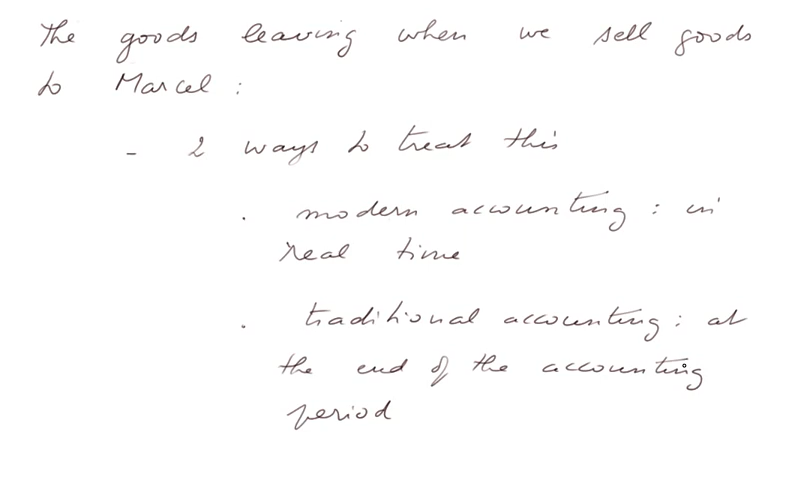 The goods leaving when we sell goods
to Marcel :
- 2 ways to treat this
. modern accounting : in
real time
. traditional accounting : at
the end of the accounting
period